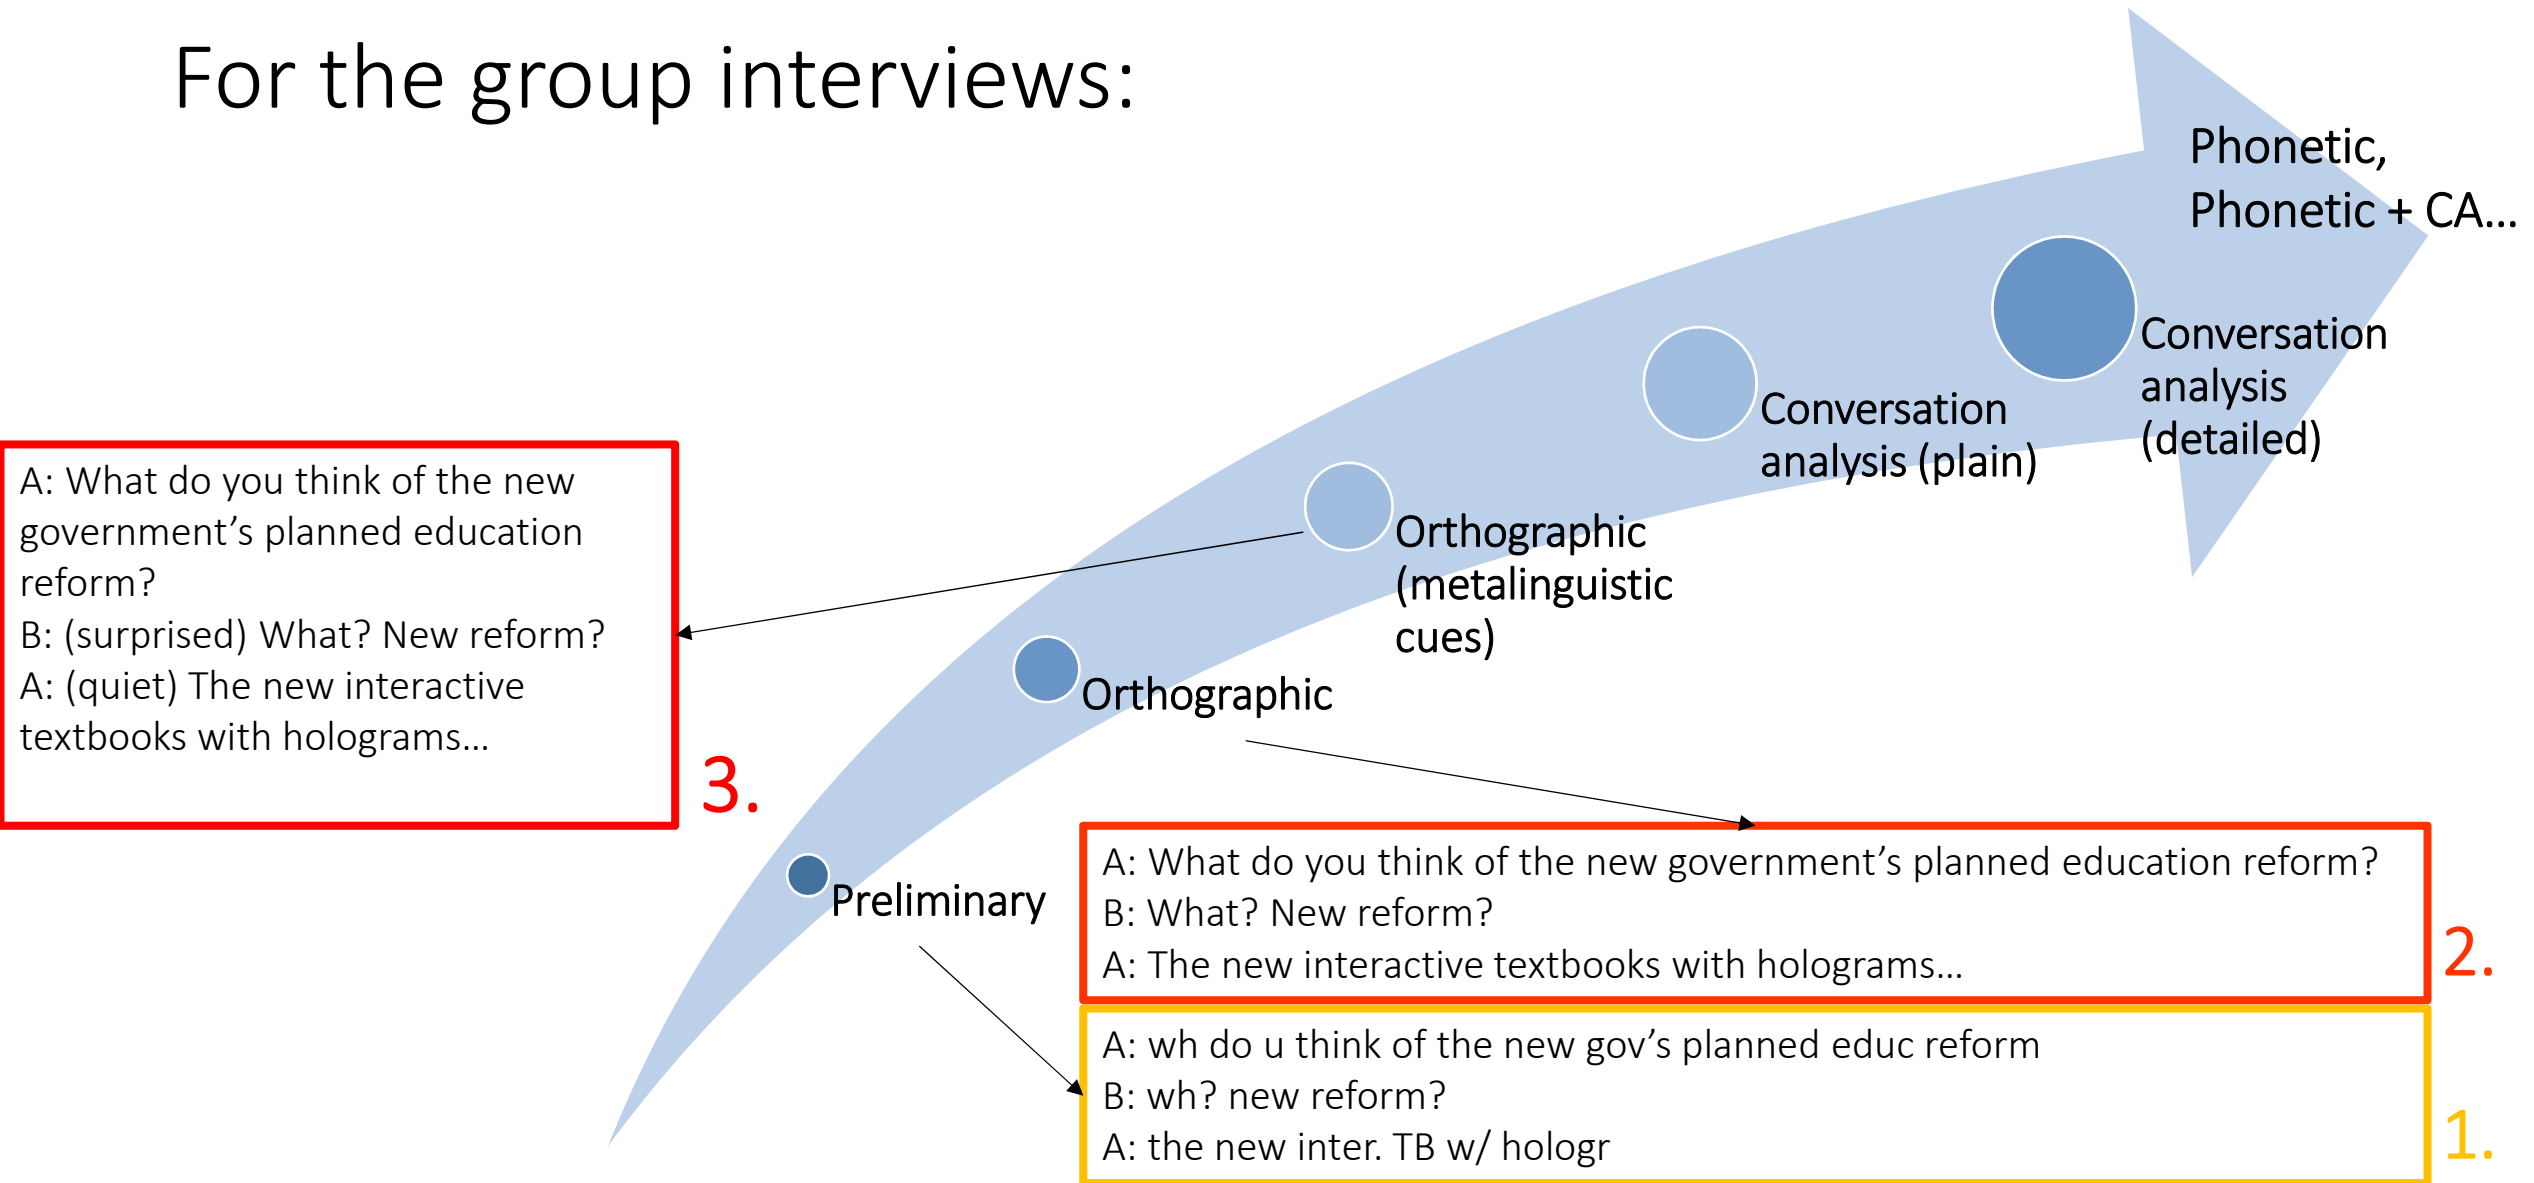 For the group interviews:
Phonetic,
Phonetic + CA...
Conversation
analysis
(detailed)
Conversation
analysis (plain)
Orthographic
(metalinguistic
cues)
Orthographic
Preliminary
A: What do you think of the new
government’s planned education
reform?
B: (surprised) What? New reform?
A: (quiet) The new interactive
textbooks with holograms...
3.
A: What do you think of the new government’s planned education reform?
B: What? New reform?
A: The new interactive textbooks with holograms...
2.
A: wh do u think of the new gov’s planned educ reform
B: wh? new reform?
A: the new inter. TB w/ hologr
1.